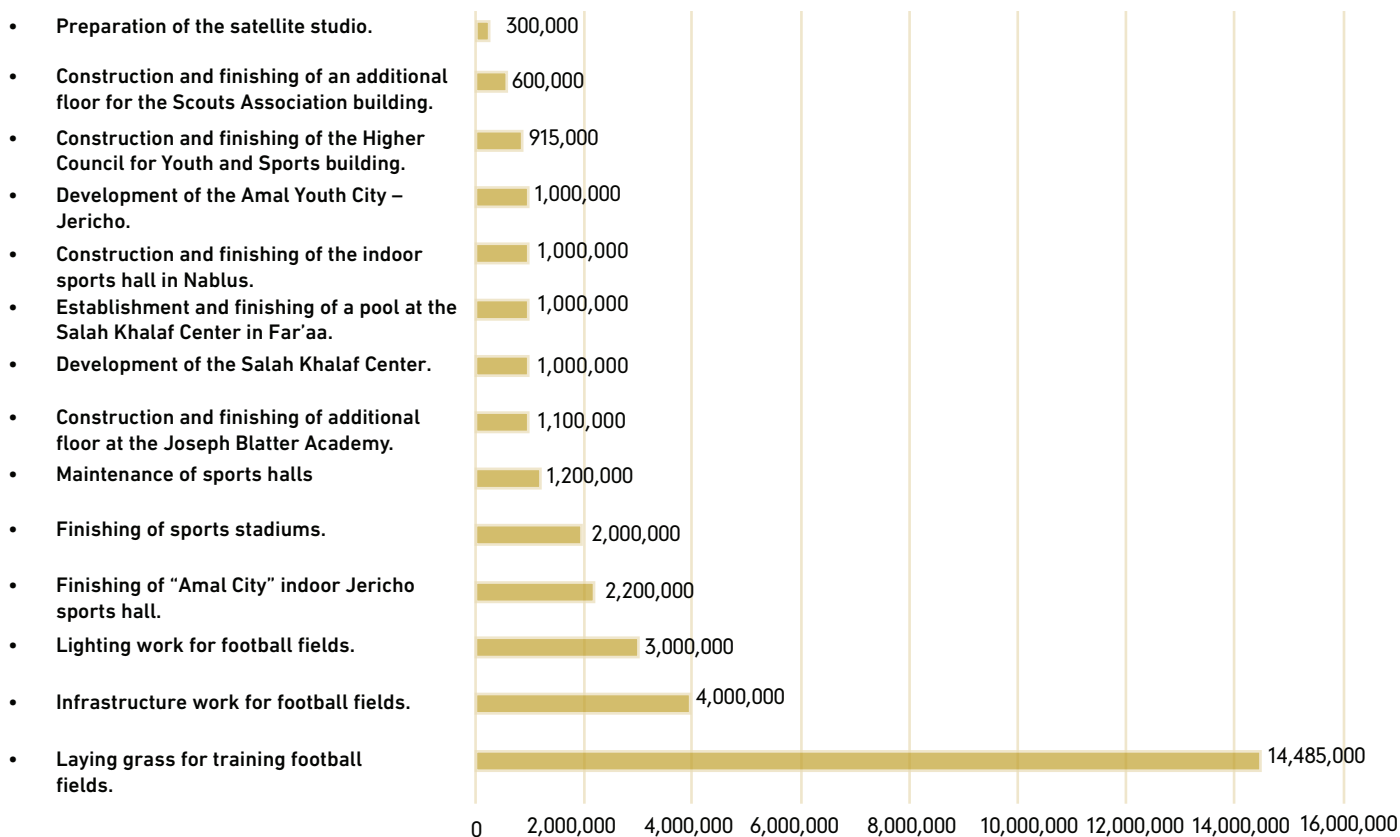 • Preparation of the satellite studio.
300,000
• Construction and finishing of an additional
floor for the Scouts Association building.
600,000
• Construction and finishing of the Higher
Council for Youth and Sports building.
915,000
• Development of the Amal Youth City –
Jericho.
1,000,000
• Construction and finishing of the indoor
sports hall in Nablus.
1,000,000
• Establishment and finishing of a pool at the
Salah Khalaf Center in Far’aa.
1,000,000
• Development of the Salah Khalaf Center.
1,000,000
• Construction and finishing of additional
floor at the Joseph Blatter Academy.
1,100,000
• Maintenance of sports halls
1,200,000
• Finishing of sports stadiums.
2,000,000
• Finishing of “Amal City” indoor Jericho
sports hall.
2,200,000
• Lighting work for football fields.
3,000,000
• Infrastructure work for football fields.
4,000,000
• Laying grass for training football
fields.
14,485,000
0 2,000,000 4,000,000 6,000,000 8,000,000 10,000,000 12,000,000 14,000,000 16,000,000